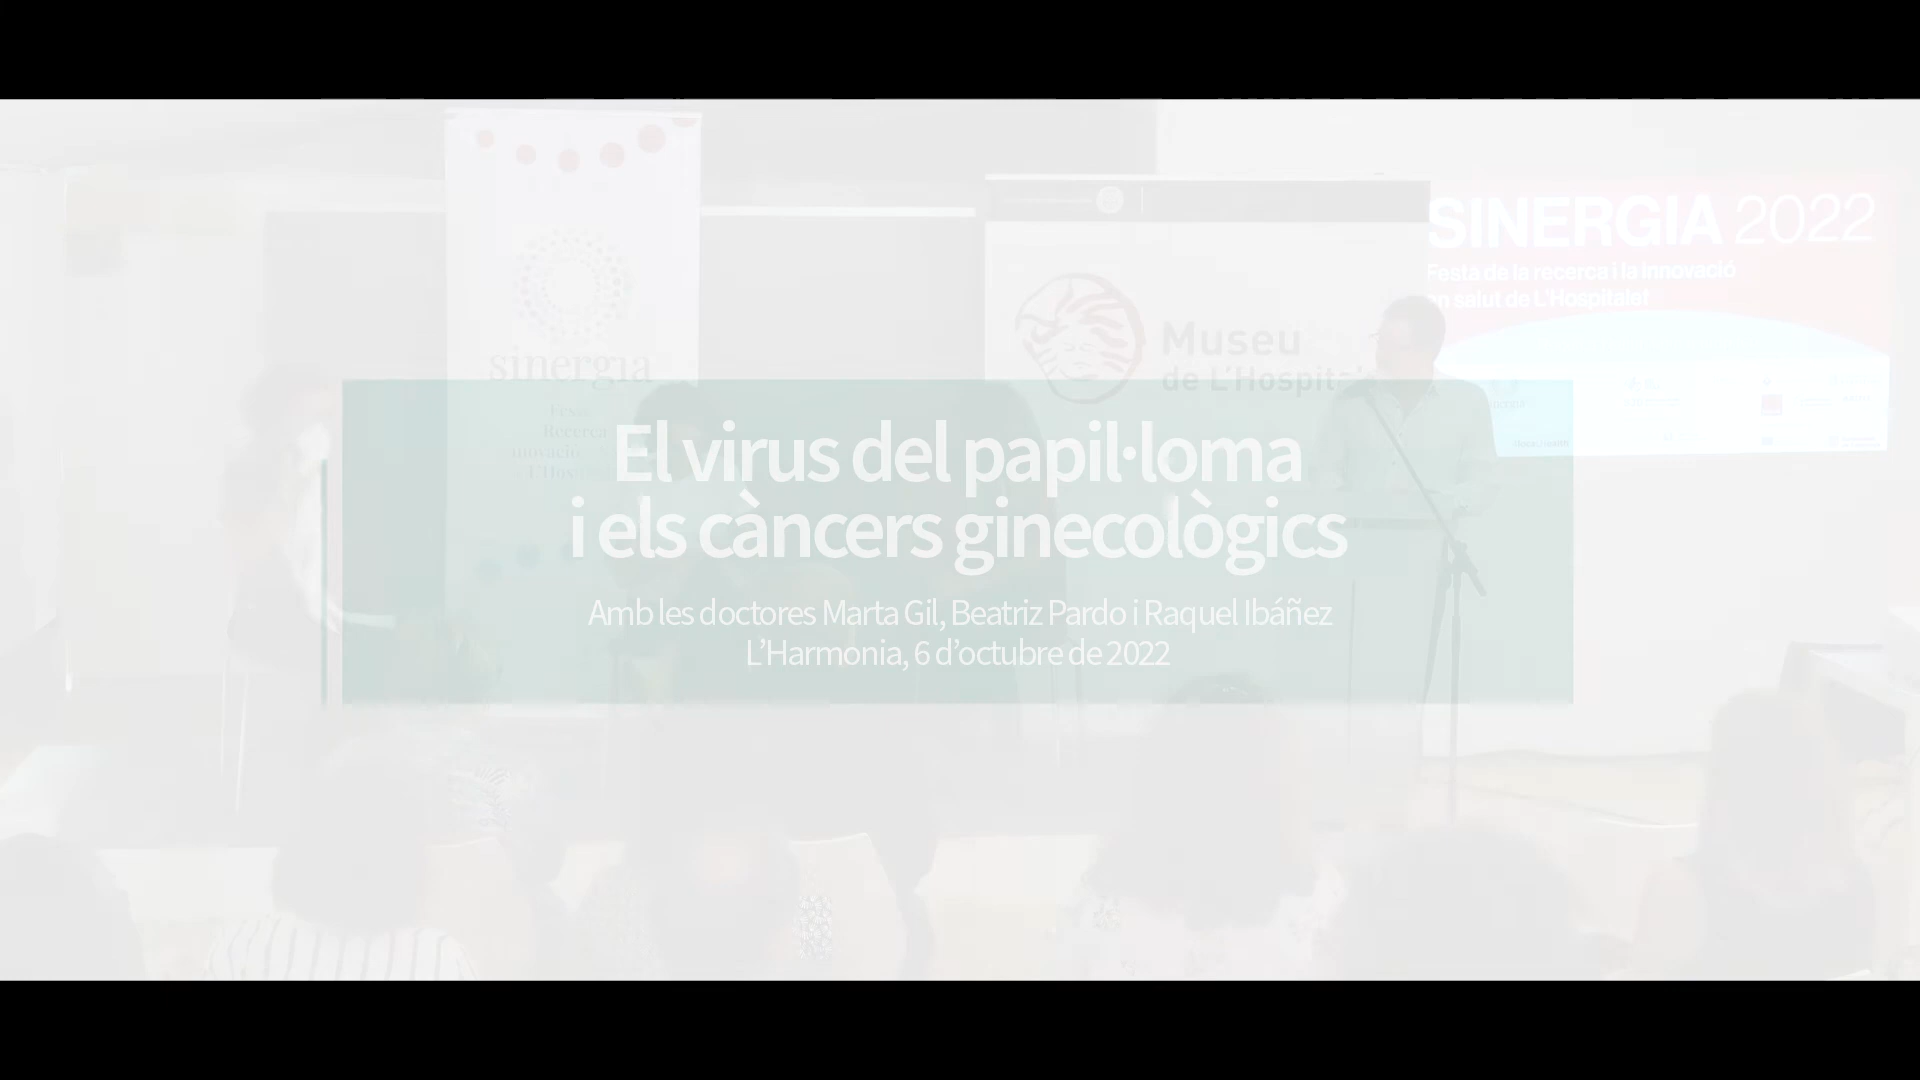 SINERGIA 2022
Festa de la recerca i la innovació
en salut de L'Hospitalet
sinergia
Museu
de L'Hospital
El virus del papil·loma
i els càncers ginecològics
Amb les doctores Marta Gil, Beatriz Pardo i Raquel Ibáñez
L’Harmonia, 6 d’octubre de 2022